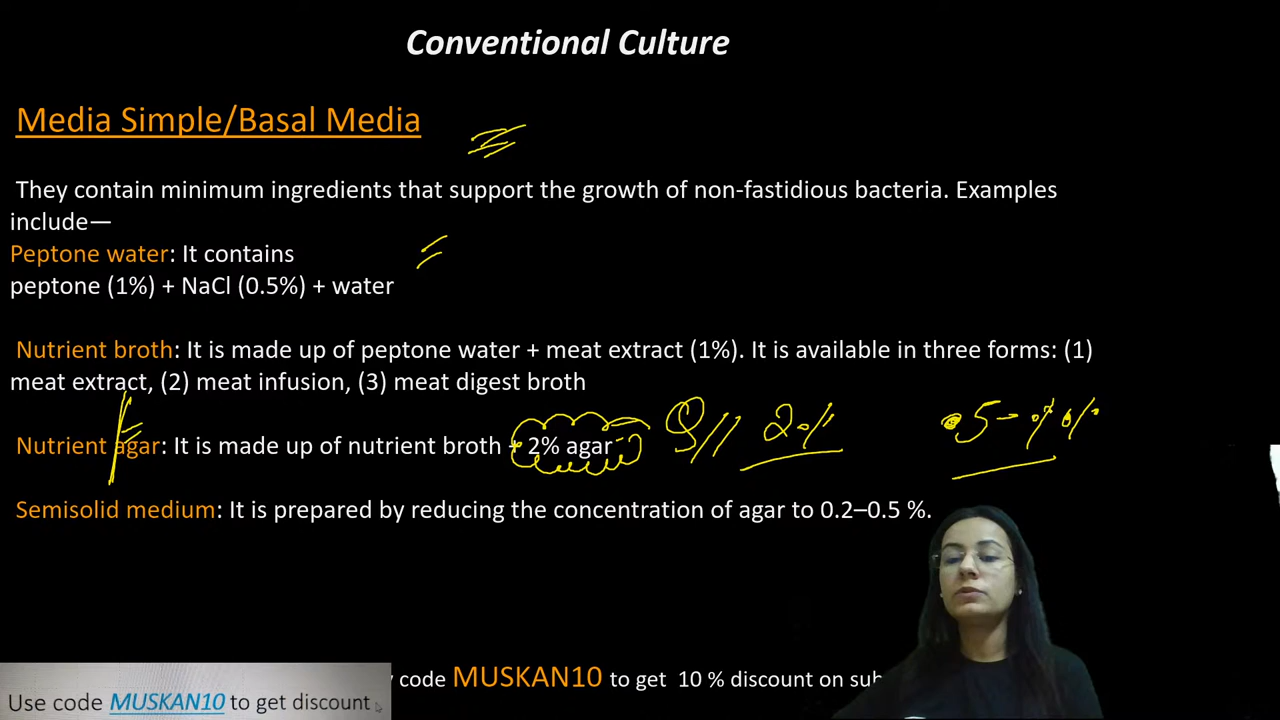 Conventional Culture
Media Simple/Basal Media
They contain minimum ingredients that support the growth of non-fastidious bacteria. Examples
include—
Peptone water: It contains
peptone (1%) + NaCl (0.5%) + water
Nutrient broth: It is made up of peptone water + meat extract (1%). It is available in three forms: (1)
meat extract, (2) meat infusion, (3) meat digest broth
Nutrient agar: It is made up of nutrient broth + 2% agar
2%
Semisolid medium: It is prepared by reducing the concentration of agar to 0.2–0.5 %.
code MUSKAN10 to get 10 % discount on sub
Use code MUSKAN10 to get discount